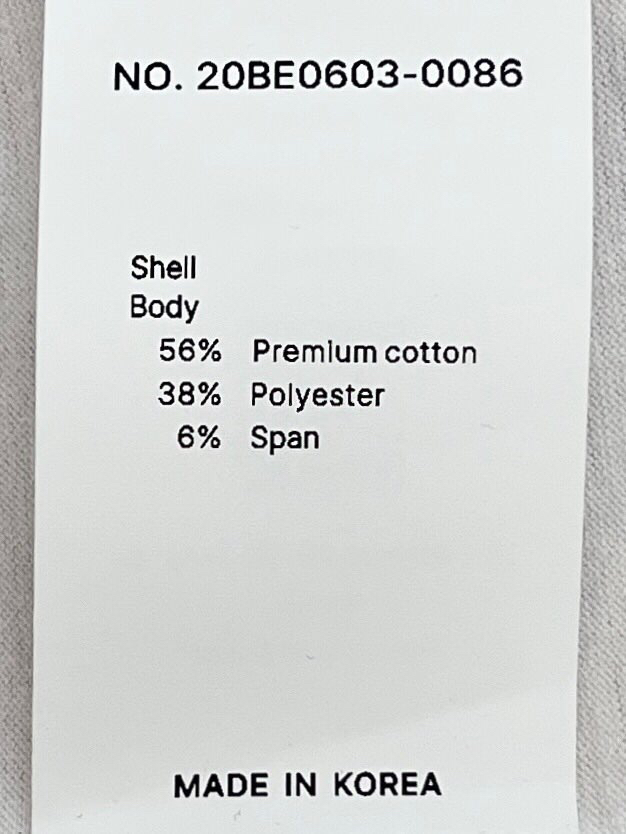 NO. 20BE0603-0086
Shell
Body
56% Premium cotton
38% Polyester
6% Span
MADE IN KOREA